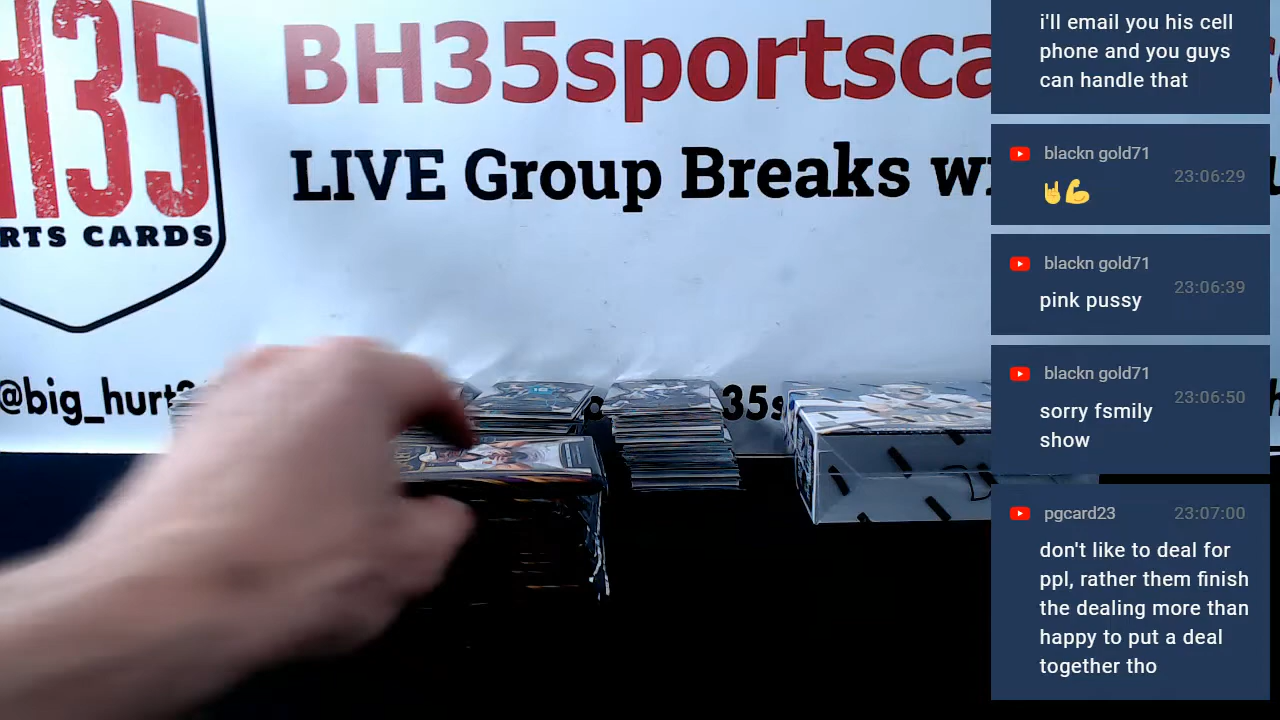 H35
RTS CARDS
BH35sportsca
LIVE Group Breaks w
@big_hurt
35s
i'll email you his cell
phone and you guys
can handle that
blackn gold71
23:06:29
🤘💪
blackn gold71
23:06:39
pink pussy
blackn gold71
23:06:50
sorry fsmily
show
pgcard23
23:07:00
don't like to deal for
ppl, rather them finish
the dealing more than
happy to put a deal
together tho